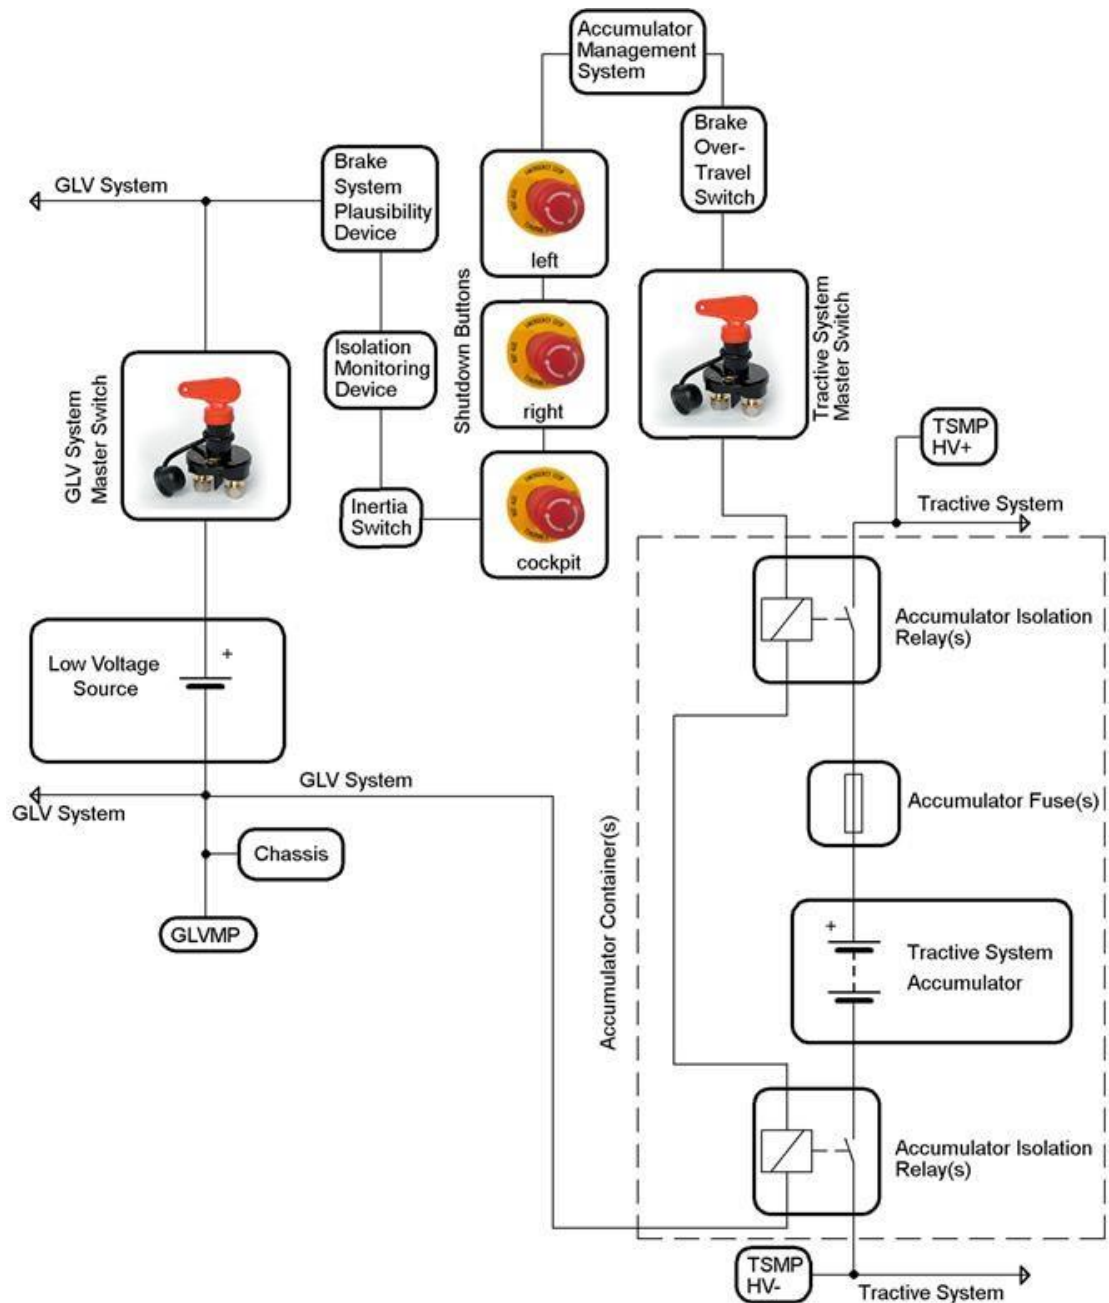 Accumulator
Management
System
Brake
Over-
Travel
Switch
Brake
System
Plausibility
Device
GLV System
left
Shutdown Buttons
right
cockpit
Isolation
Monitoring
Device
Inertia
Switch
GLV System
Master Switch
Tractive System
Master Switch
TSMP
HV+
Tractive System
Accumulator Isolation
Relay(s)
+
Low Voltage
Source
GLV System
GLV System
Chassis
GLVMP
Accumulator Container(s)
Accumulator Fuse(s)
+
Tractive System
Accumulator
Accumulator Isolation
Relay(s)
TSMP
HV-
Tractive System